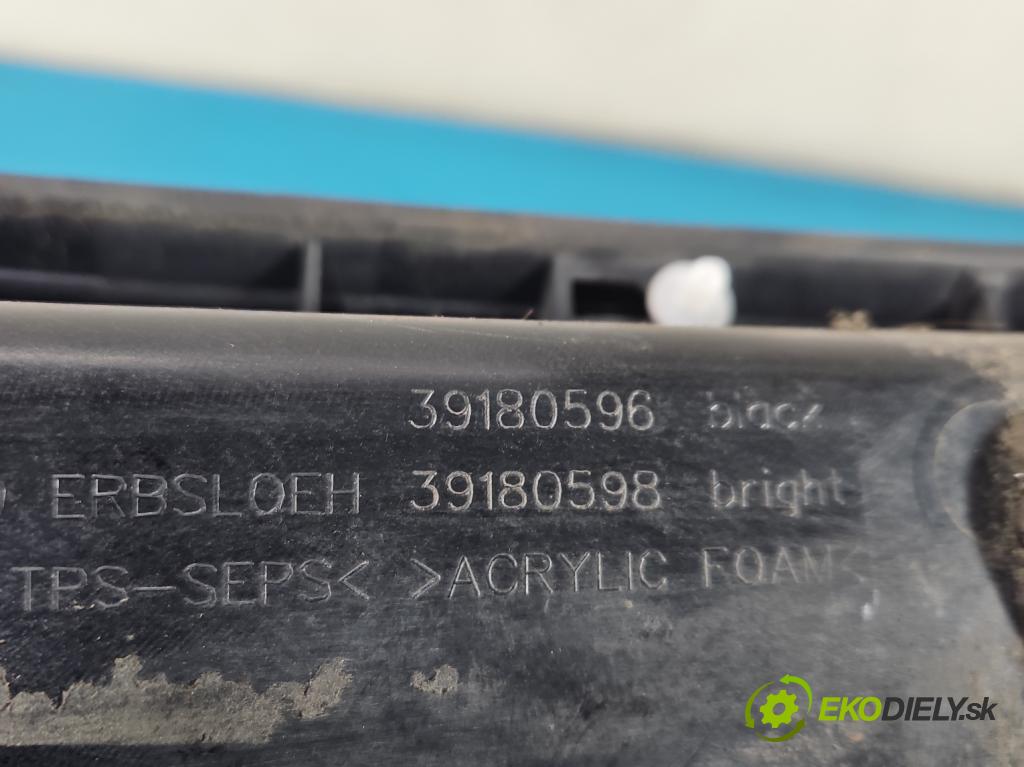 39180596 black
ERBSLOEH 39180598 bright
TPS-SEPS< >ACRYLIC FOAM<
EKODIELY.sk